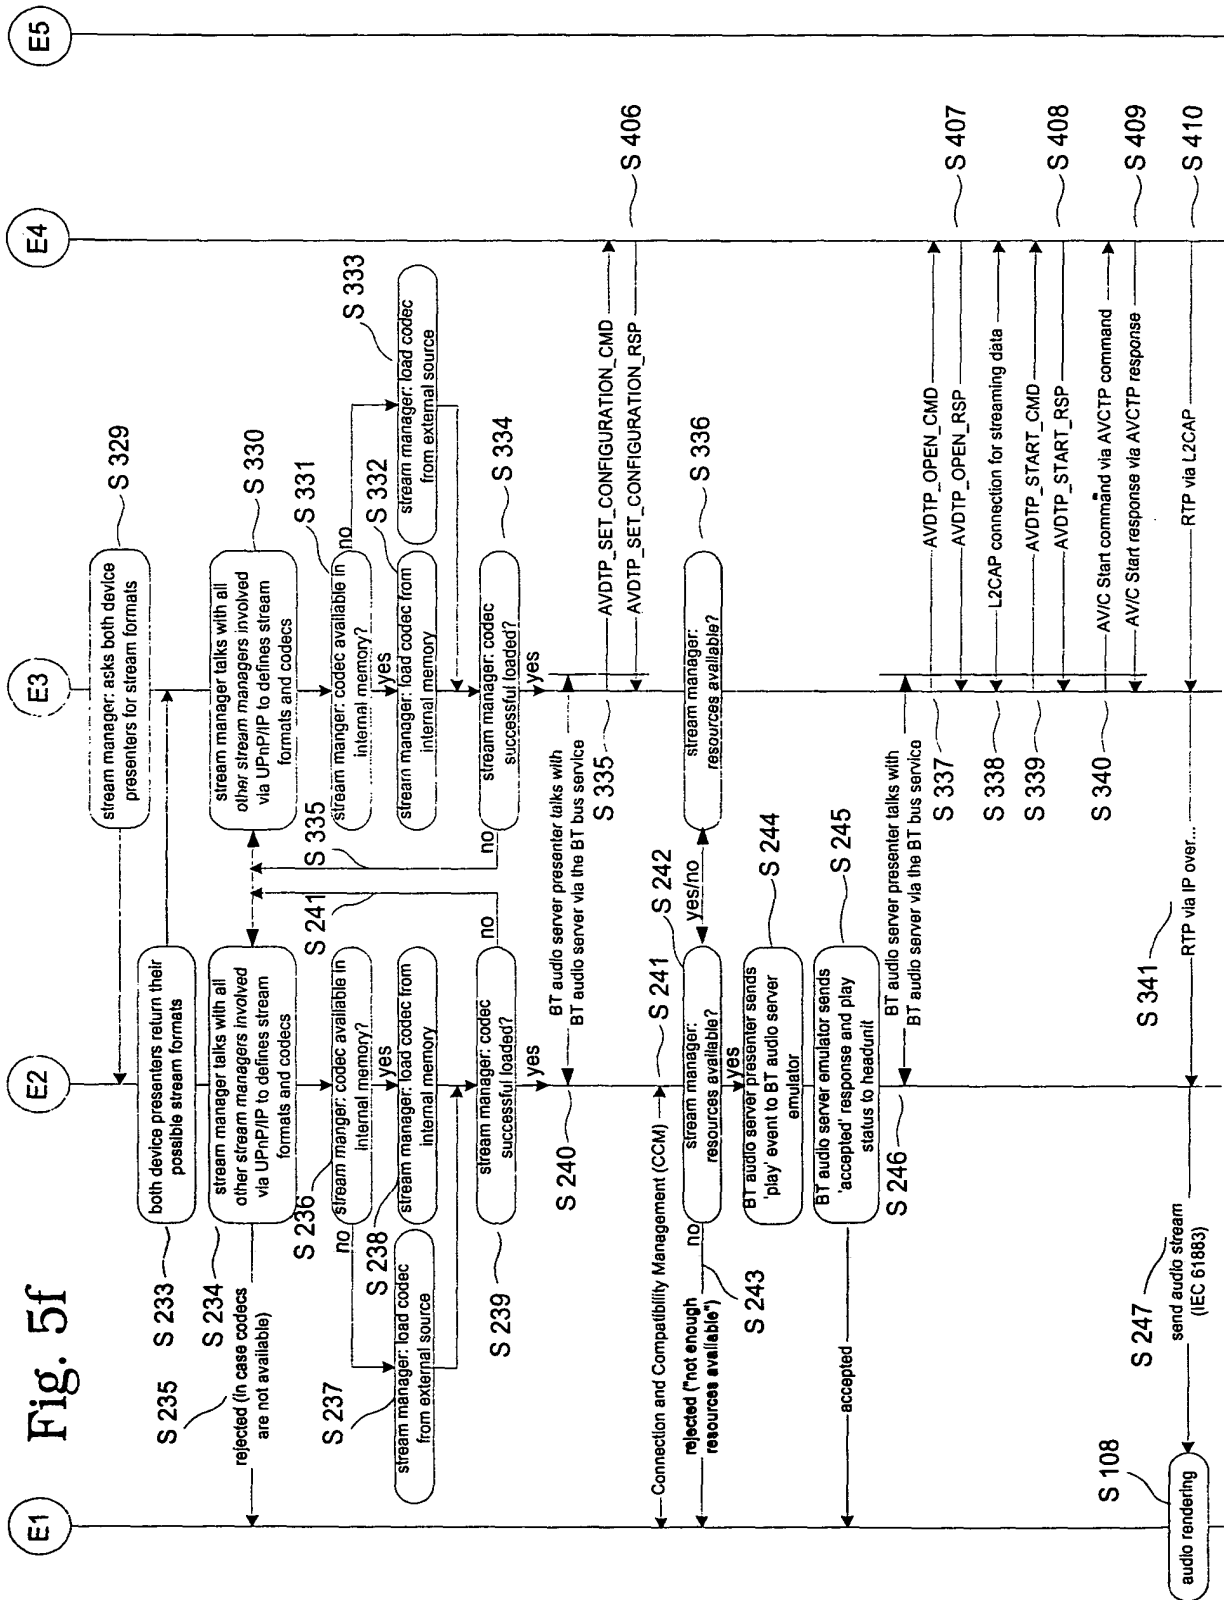 Fig. 5f
E1
E2
E3
E4
E5
stream manager: asks both device
presenters for stream formats
S 329
both device presenters return their
possible stream formats
S 233
stream manager talks with all
other stream managers involved
via UPnP/IP to defines stream
formats and codecs
S 234
stream manager talks with all
other stream managers involved
via UPnP/IP to defines stream
formats and codecs
S 330
S 235
rejected (in case codecs
are not available)
S 236
stream manger: codec available in
internal memory?
no
yes
S 237
stream manager: load codec
from external source
S 238
stream manager: load codec from
internal memory
S 239
stream manager: codec
successful loaded?
no
yes
S 241
S 335
stream manger: codec available in
internal memory?
S 331
no
yes
stream manager: load codec from
internal memory
S 332
stream manager: load codec
from external source
S 333
stream manager: codec
successful loaded?
S 334
no
yes
S 240
BT audio server presenter talks with
BT audio server via the BT bus service
S 335
AVDTP_SET_CONFIGURATION_CMD
AVDTP_SET_CONFIGURATION_RSP
S 406
Connection and Compatibility Management (CCM)
S 241
stream manager:
resources available?
S 242
yes/no
stream manager:
resources available?
S 336
no
yes
rejected ("not enough
resources available")
S 243
BT audio server presenter sends
'play' event to BT audio server
emulator
S 244
BT audio server emulator sends
'accepted' response and play
status to headunit
S 245
accepted
S 246
BT audio server presenter talks with
BT audio server via the BT bus service
S 337
AVDTP_OPEN_CMD
AVDTP_OPEN_RSP
S 407
S 338
L2CAP connection for streaming data
S 339
AVDTP_START_CMD
AVDTP_START_RSP
S 408
S 340
AV/C Start command via AVCTP command
AV/C Start response via AVCTP response
S 409
RTP via L2CAP
S 410
S 341
RTP via IP over...
S 247
send audio stream
(IEC 61883)
S 108
audio rendering